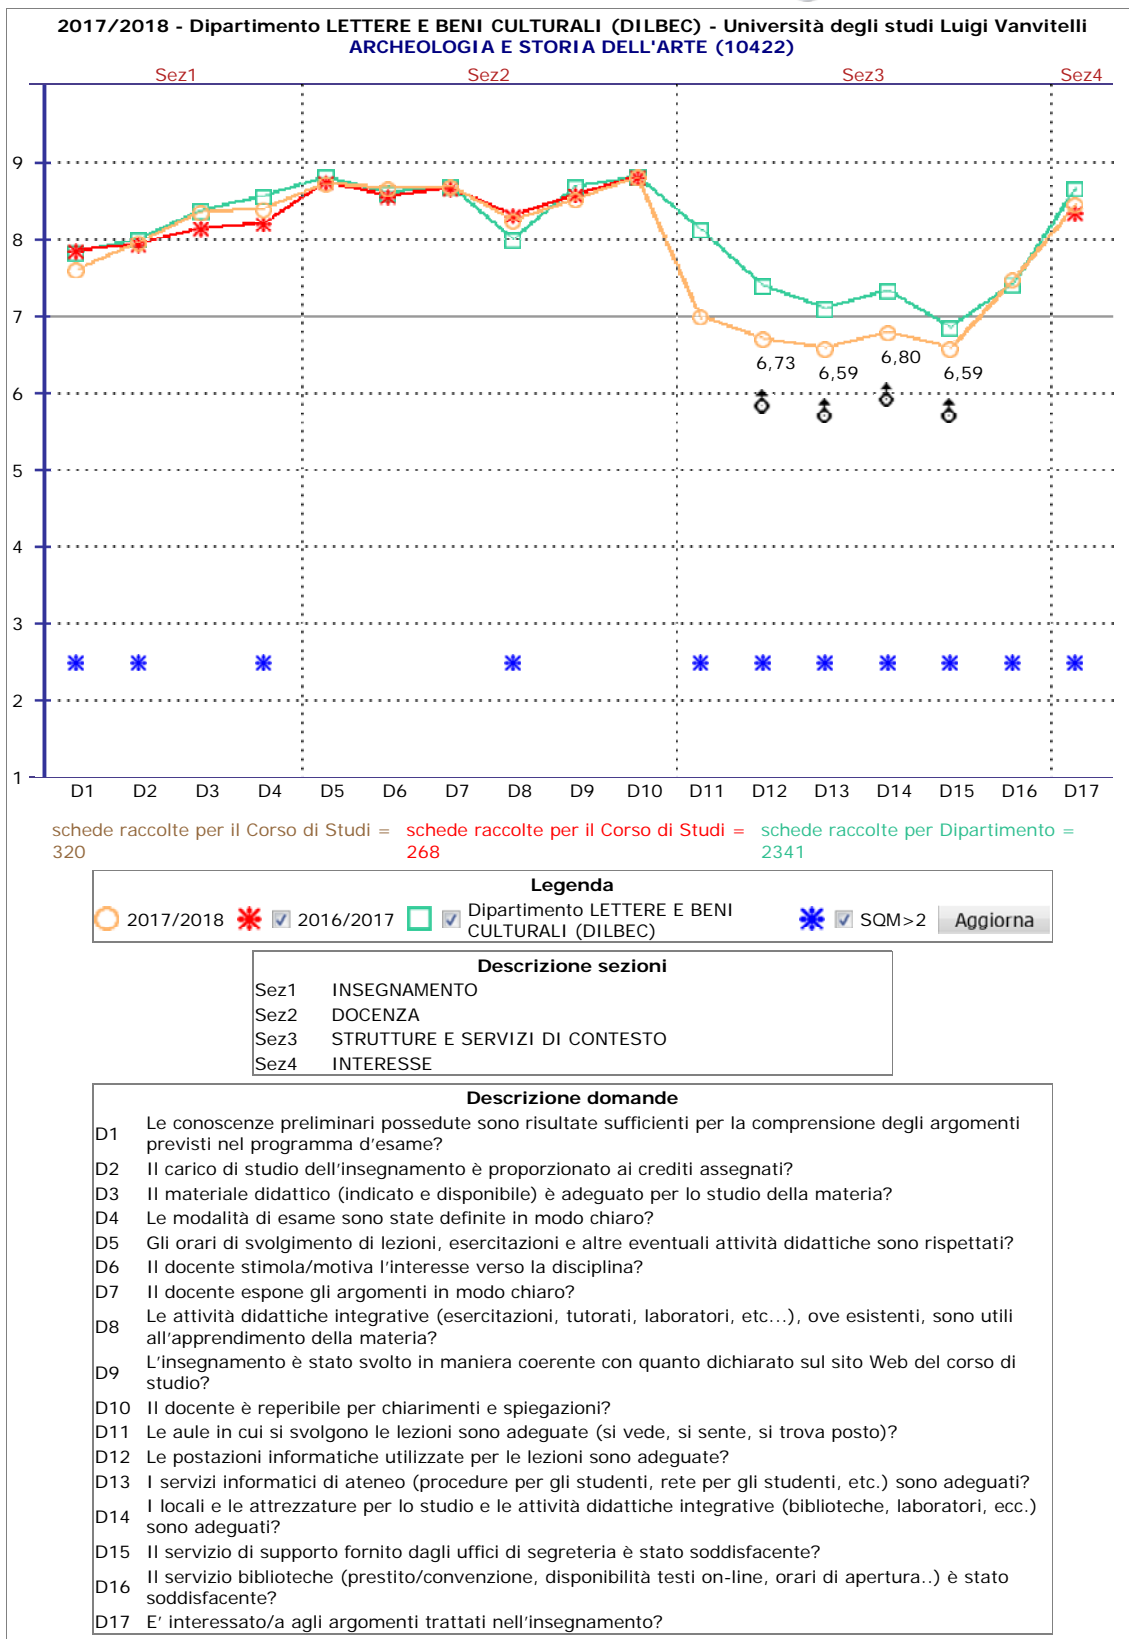 2017/2018 - Dipartimento LETTERE E BENI CULTURALI (DILBEC) - Università degli studi Luigi Vanvitelli
ARCHEOLOGIA E STORIA DELL'ARTE (10422)
Sez1 Sez2 Sez3 Sez4
9
8
7
6,73 6,59 6,80 6,59
6
5
4
3
2
1
D1 D2 D3 D4 D5 D6 D7 D8 D9 D10 D11 D12 D13 D14 D15 D16 D17
schede raccolte per il Corso di Studi =
320
schede raccolte per il Corso di Studi =
268
schede raccolte per Dipartimento =
2341
Legenda
2017/2018 2016/2017 Dipartimento LETTERE E BENI
CULTURALI (DILBEC) SQM>2 Aggiorna
Descrizione sezioni
Sez1 INSEGNAMENTO
Sez2 DOCENZA
Sez3 STRUTTURE E SERVIZI DI CONTESTO
Sez4 INTERESSE
Descrizione domande
D1 Le conoscenze preliminari possedute sono risultate sufficienti per la comprensione degli argomenti
previsti nel programma d'esame?
D2 Il carico di studio dell'insegnamento è proporzionato ai crediti assegnati?
D3 Il materiale didattico (indicato e disponibile) è adeguato per lo studio della materia?
D4 Le modalità di esame sono state definite in modo chiaro?
D5 Gli orari di svolgimento di lezioni, esercitazioni e altre eventuali attività didattiche sono rispettati?
D6 Il docente stimola/motiva l'interesse verso la disciplina?
D7 Il docente espone gli argomenti in modo chiaro?
D8 Le attività didattiche integrative (esercitazioni, tutorati, laboratori, etc...), ove esistenti, sono utili
all'apprendimento della materia?
D9 L'insegnamento è stato svolto in maniera coerente con quanto dichiarato sul sito Web del corso di
studio?
D10 Il docente è reperibile per chiarimenti e spiegazioni?
D11 Le aule in cui si svolgono le lezioni sono adeguate (si vede, si sente, si trova posto)?
D12 Le postazioni informatiche utilizzate per le lezioni sono adeguate?
D13 I servizi informatici di ateneo (procedure per gli studenti, rete per gli studenti, etc.) sono adeguati?
D14 I locali e le attrezzature per lo studio e le attività didattiche integrative (biblioteche, laboratori, ecc.)
sono adeguati?
D15 Il servizio di supporto fornito dagli uffici di segreteria è stato soddisfacente?
D16 Il servizio biblioteche (prestito/convenzione, disponibilità testi on-line, orari di apertura..) è stato
soddisfacente?
D17 E' interessato/a agli argomenti trattati nell'insegnamento?